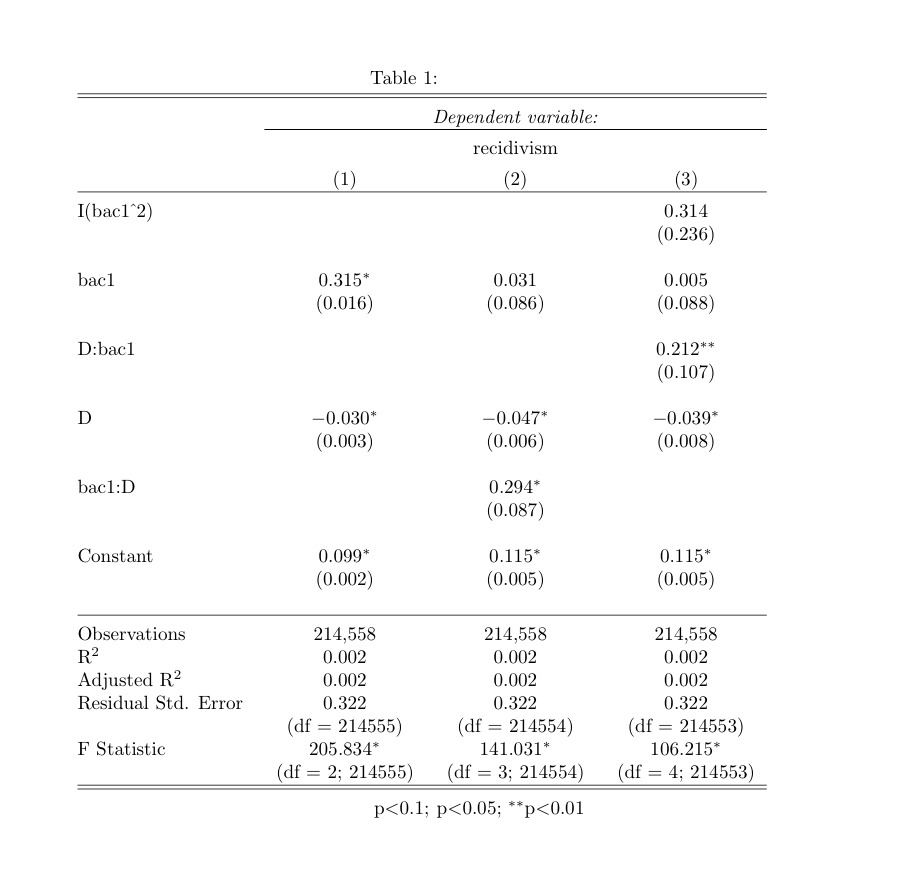 Table 1:
Dependent variable:
recidivism
(1) (2) (3)
I(bac1ˆ2) 0.314
(0.236)
bac1 0.315* 0.031 0.005
(0.016) (0.086) (0.088)
D:bac1 0.212**
(0.107)
D −0.030* −0.047* −0.039*
(0.003) (0.006) (0.008)
bac1:D 0.294*
(0.087)
Constant 0.099* 0.115* 0.115*
(0.002) (0.005) (0.005)
Observations 214,558 214,558 214,558
R² 0.002 0.002 0.002
Adjusted R² 0.002 0.002 0.002
Residual Std. Error 0.322 0.322 0.322
(df = 214555) (df = 214554) (df = 214553)
F Statistic 205.834* 141.031* 106.215*
(df = 2; 214555) (df = 3; 214554) (df = 4; 214553)
p<0.1; p<0.05; **p<0.01